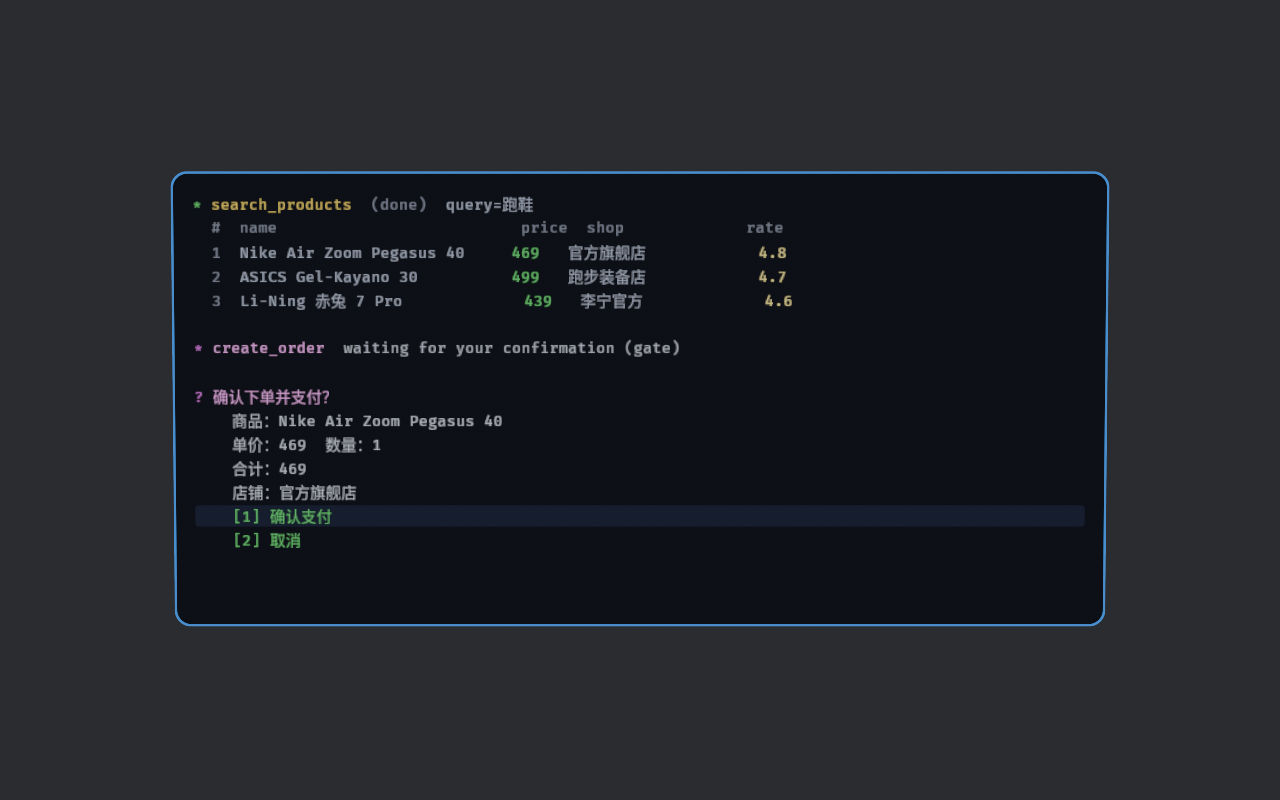 * search_products (done) query=跑鞋
# name price shop rate
1 Nike Air Zoom Pegasus 40 469 官方旗舰店 4.8
2 ASICS Gel-Kayano 30 499 跑步装备店 4.7
3 Li-Ning 赤兔 7 Pro 439 李宁官方 4.6
* create_order waiting for your confirmation (gate)
? 确认下单并支付?
商品: Nike Air Zoom Pegasus 40
单价: 469 数量: 1
合计: 469
店铺: 官方旗舰店
[1] 确认支付
[2] 取消